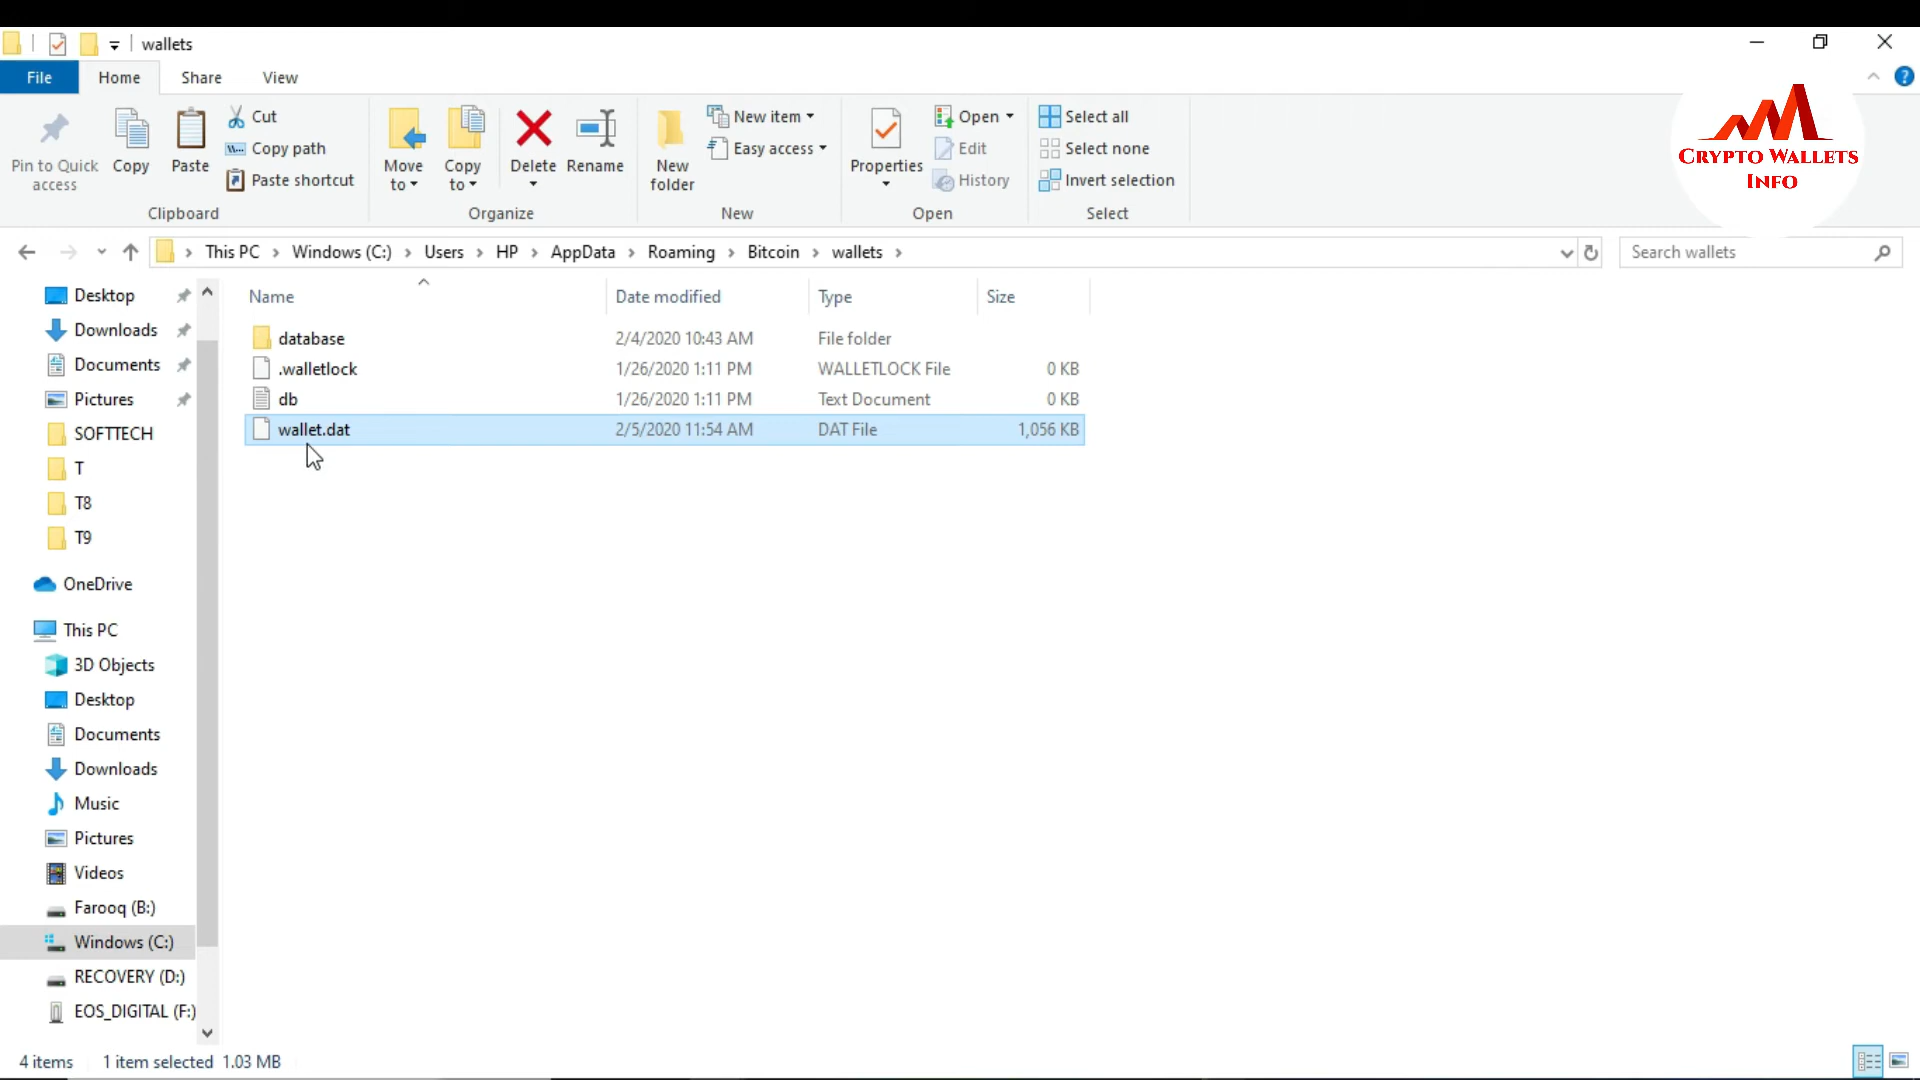 wallets
File Home Share View
Pin to Quick access
Copy
Paste
Cut
Copy path
Paste shortcut
Clipboard
Move to
Copy to
Delete
Rename
Organize
New folder
New item
Easy access
New
Properties
Open
Edit
History
Open
Select all
Select none
Invert selection
Select
Crypto Wallets
Info
This PC > Windows (C:) > Users > HP > AppData > Roaming > Bitcoin > wallets >
Search wallets
Name Date modified Type Size
database 2/4/2020 10:43 AM File folder
.walletlock 1/26/2020 1:11 PM WALLETLOCK File 0 KB
db 1/26/2020 1:11 PM Text Document 0 KB
wallet.dat 2/5/2020 11:54 AM DAT File 1,056 KB
Desktop
Downloads
Documents
Pictures
SOFTTECH
T
T8
T9
OneDrive
This PC
3D Objects
Desktop
Documents
Downloads
Music
Pictures
Videos
Farooq (B:)
Windows (C:)
RECOVERY (D:)
EOS_DIGITAL (F:)
4 items 1 item selected 1.03 MB